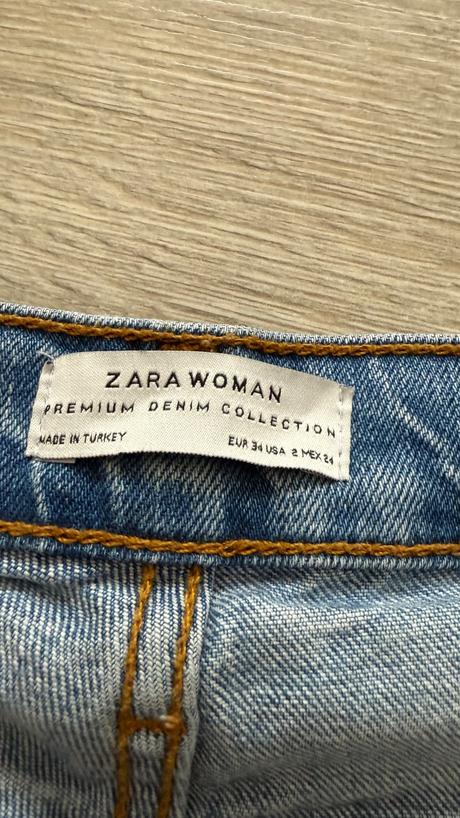 ZARA WOMAN
PREMIUM DENIM COLLECTION
MADE IN TURKEY
EUR 34 USA 2 MEX 24